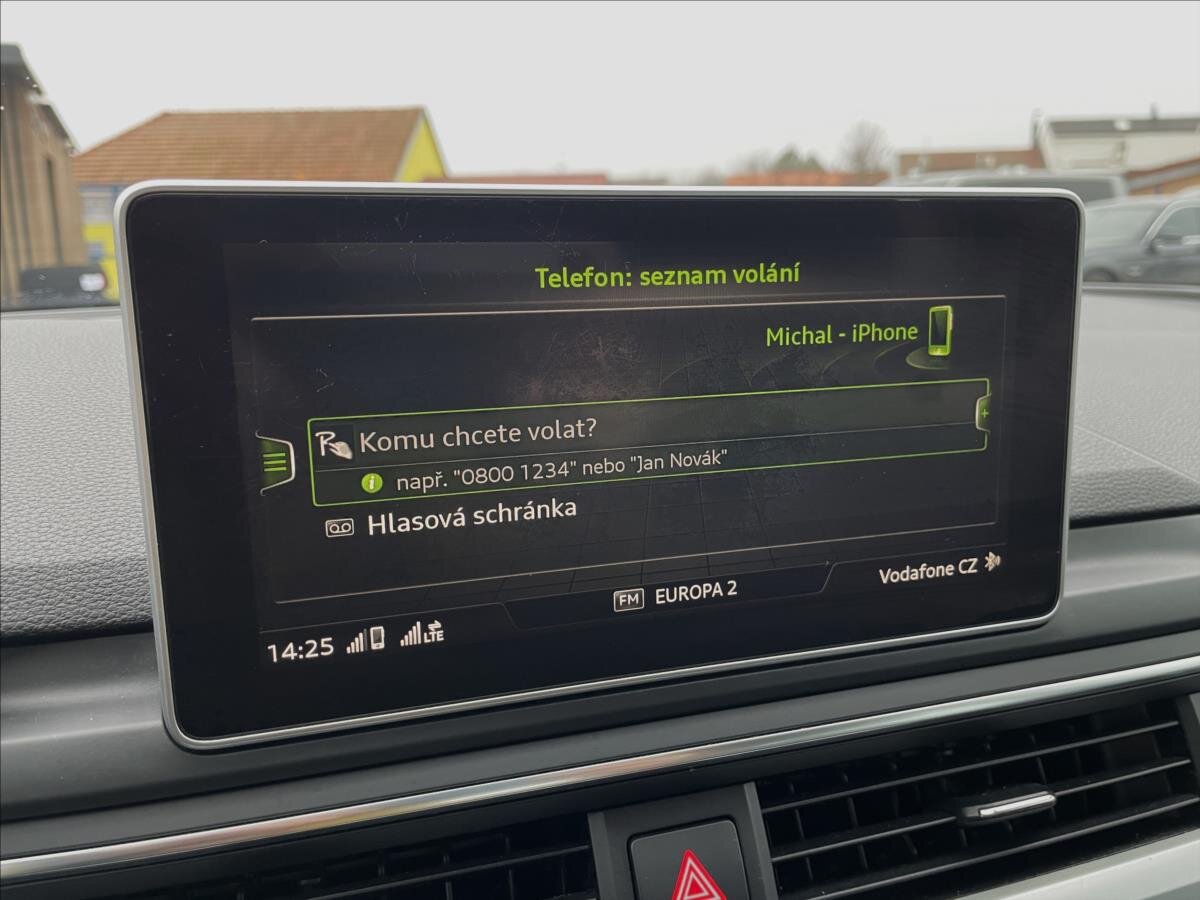 Telefon: seznam volání
Michal - iPhone
Komu chcete volat?
např. "0800 1234" nebo "Jan Novák"
Hlasová schránka
Vodafone CZ
FM EUROPA 2
14:25 LTE